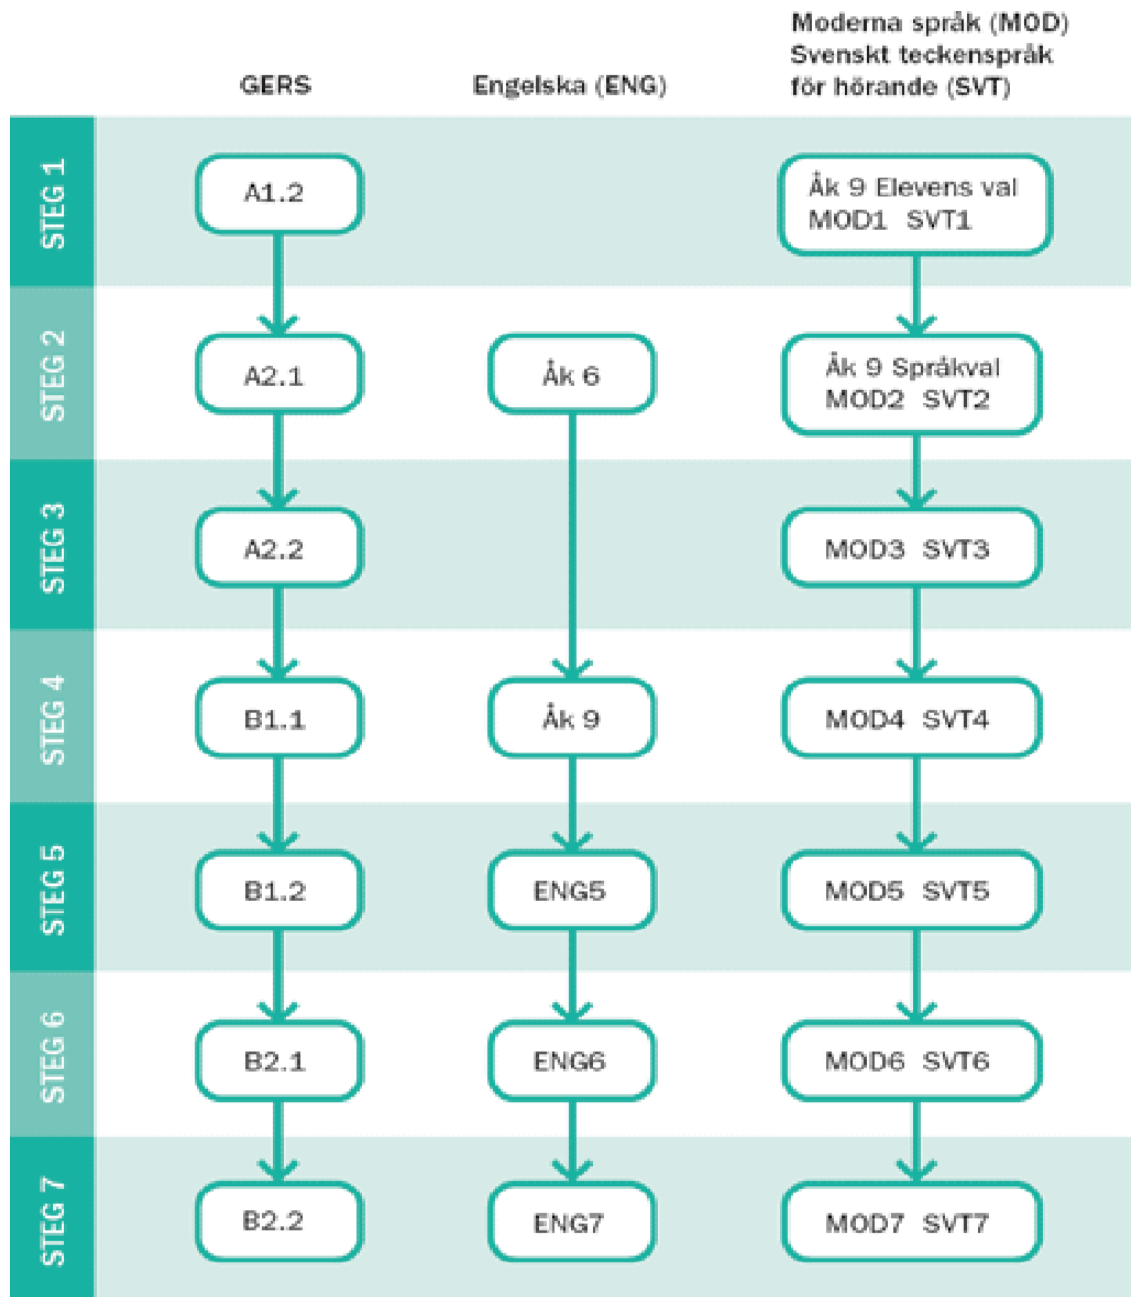 Moderna språk (MOD)
Svenskt teckenspråk
för hörande (SVT)
GERS
Engelska (ENG)
STEG 1
A1.2
Åk 9 Elevens val
MOD1 SVT1
STEG 2
A2.1
Åk 6
Åk 9 Språkval
MOD2 SVT2
STEG 3
A2.2
MOD3 SVT3
STEG 4
B1.1
Åk 9
MOD4 SVT4
STEG 5
B1.2
ENG5
MOD5 SVT5
STEG 6
B2.1
ENG6
MOD6 SVT6
STEG 7
B2.2
ENG7
MOD7 SVT7